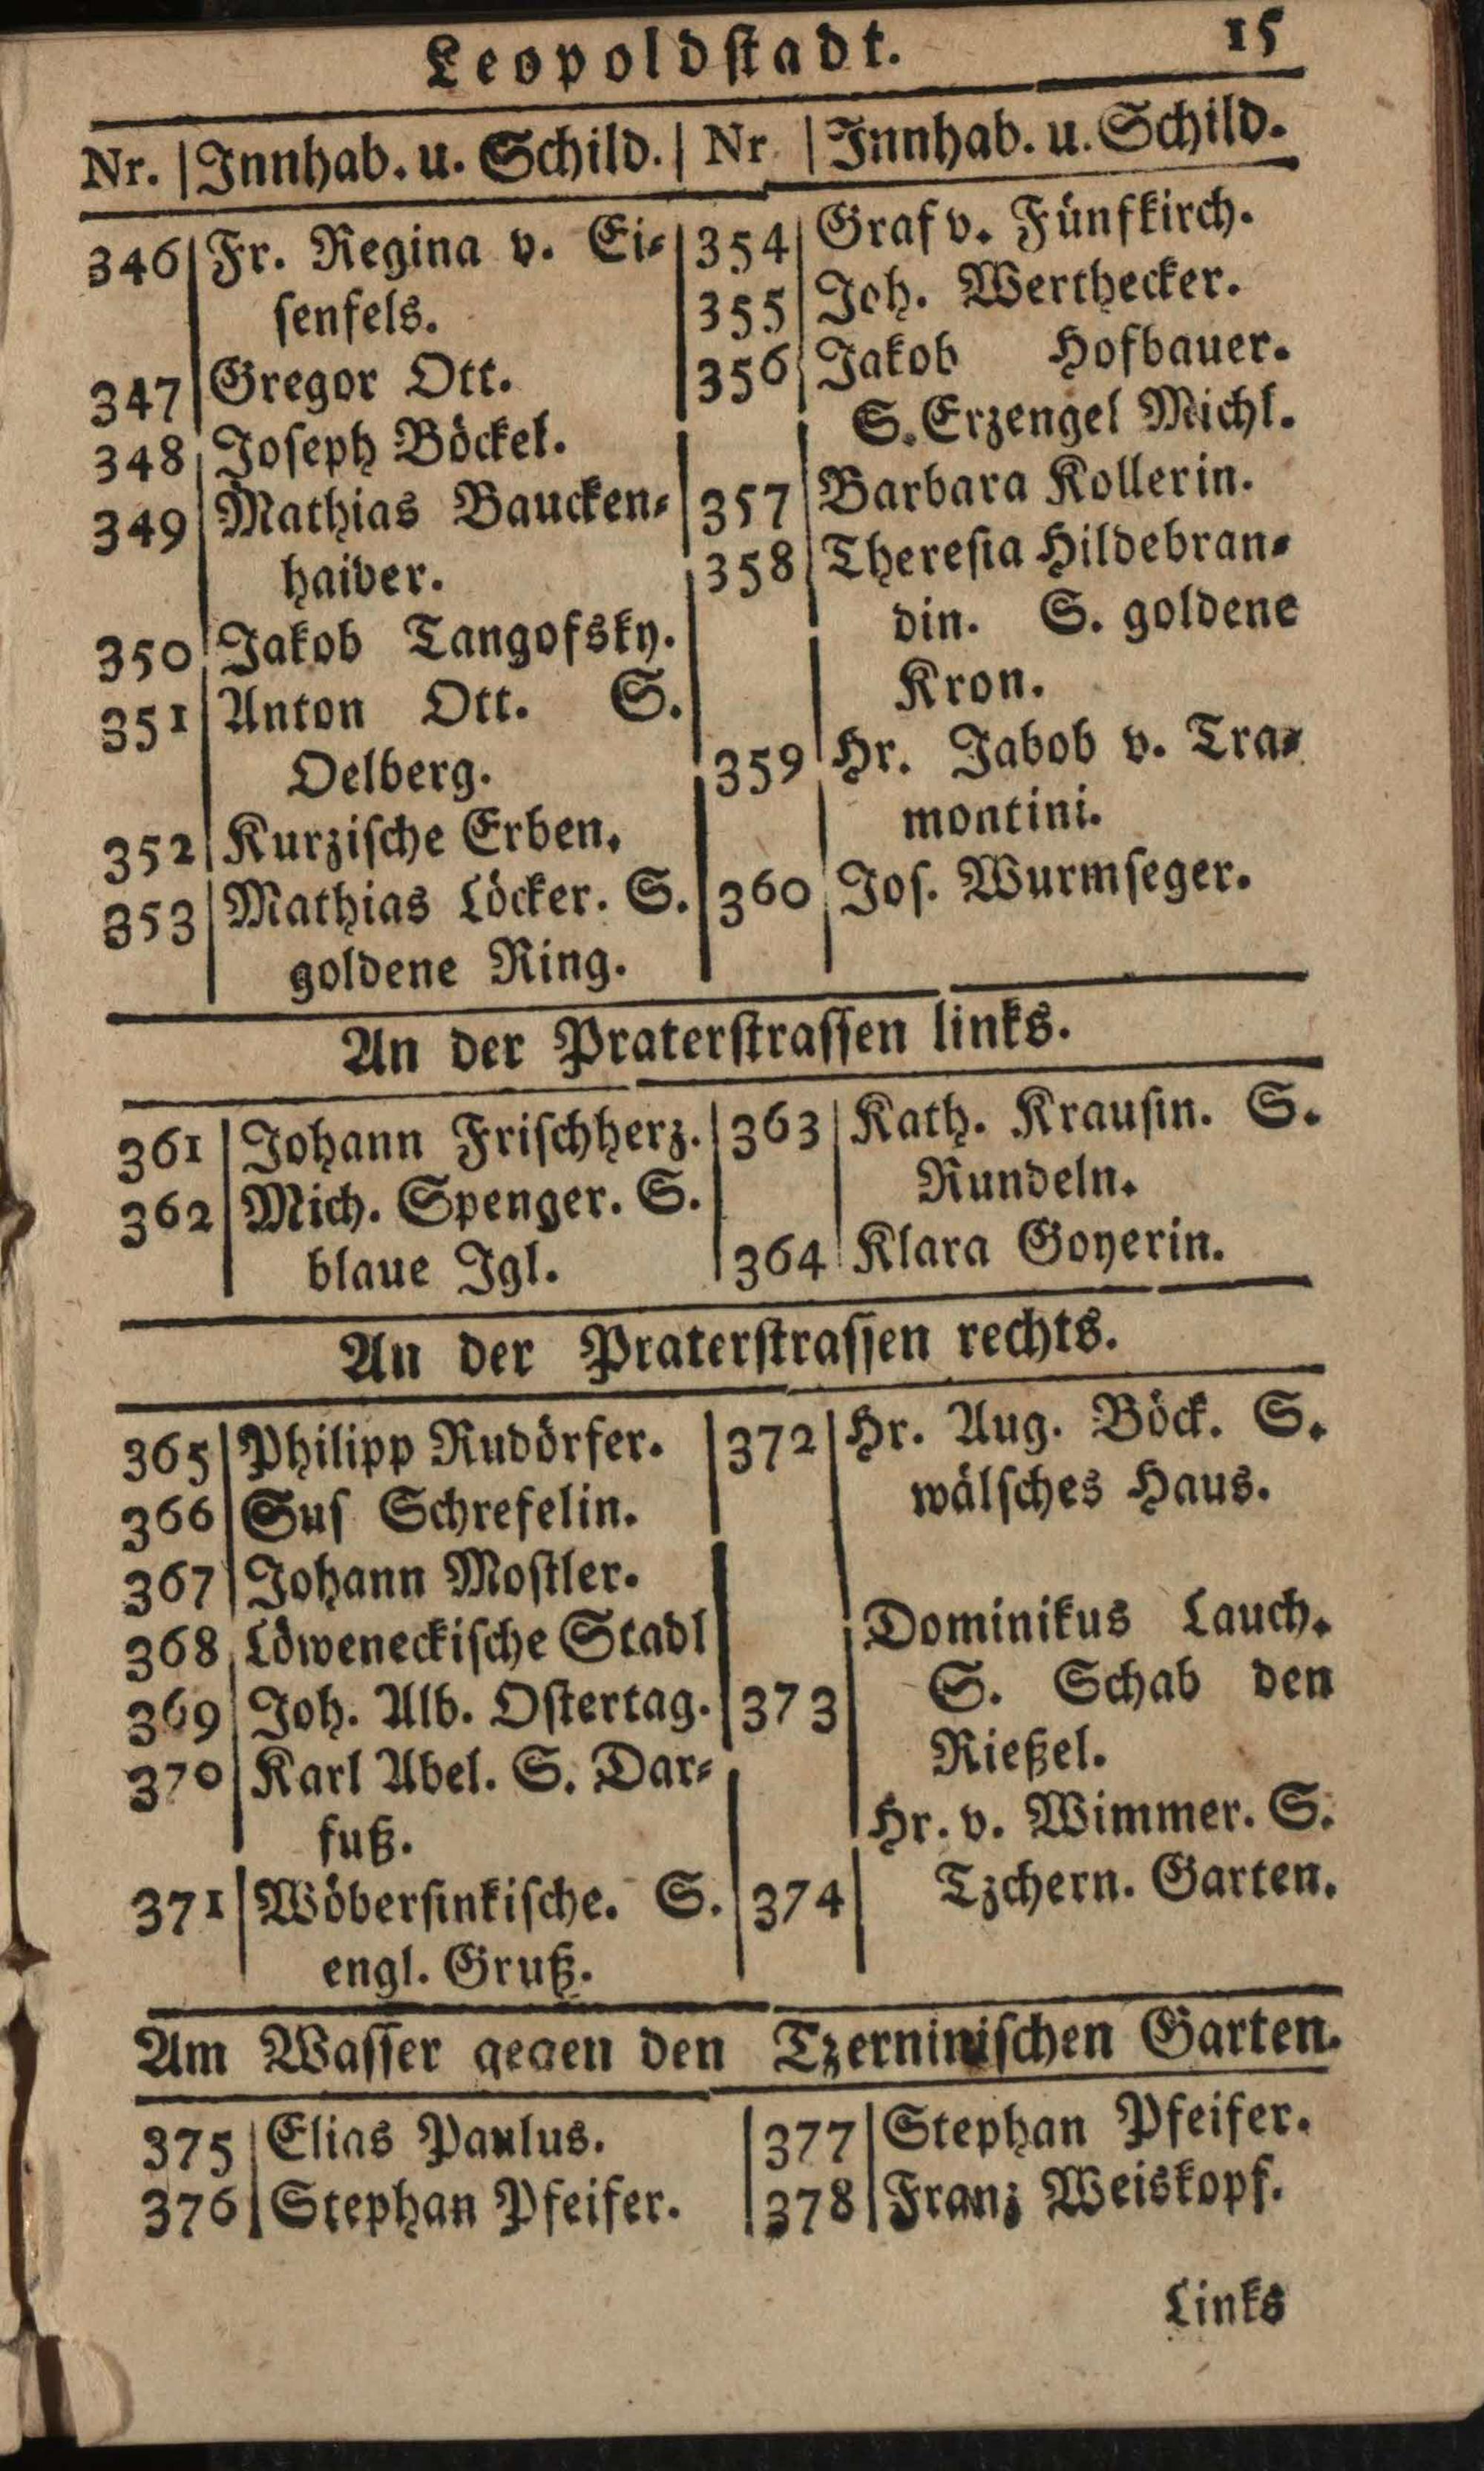 Leopoldſtadt. 15
Nr. | Innhab. u. Schild. | Nr | Innhab. u. Schild.
346 Fr. Regina v. Ei⸗
ſenfels.
347 Gregor Ott.
348 Joſeph Böckel.
349 Mathias Baucken⸗
haiver.
350 Jakob Tangofsky.
351 Anton Ott. S.
Oelberg.
352 Kurziſche Erben.
353 Mathias Löcker. S.
goldene Ring.
354 Graf v. Fünfkirch.
355 Joh. Werthecker.
356 Jakob Hofbauer.
S. Erzengel Michl.
357 Barbara Kollerin.
358 Thereſia Hildebran⸗
din. S. goldene
Kron.
359 Hr. Jabob v. Tra⸗
montini.
360 Joſ. Wurmſeger.
An der Praterſtraſſen links.
361 Johann Friſchherz.
362 Mich. Spenger. S.
blaue Igl.
363 Kath. Krauſin. S.
Rundeln.
364 Klara Goyerin.
An der Praterſtraſſen rechts.
365 Philipp Rudörfer.
366 Suſ Schrefelin.
367 Johann Moſtler.
368 Löweneckiſche Stadl
369 Joh. Alb. Oſtertag.
370 Karl Abel. S. Dar⸗
fuß.
371 Wöberſinkiſche. S.
engl. Gruß.
372 Hr. Aug. Böck. S.
wälſches Haus.
Dominikus Lauch.
373 S. Schab den
Rießel.
Hr. v. Wimmer. S.
374 Tzchern. Garten.
Am Waſſer gegen den Tzerniniſchen Garten.
375 Elias Paulus.
376 Stephan Pfeifer.
377 Stephan Pfeifer.
378 Franz Weiskopf.
Links